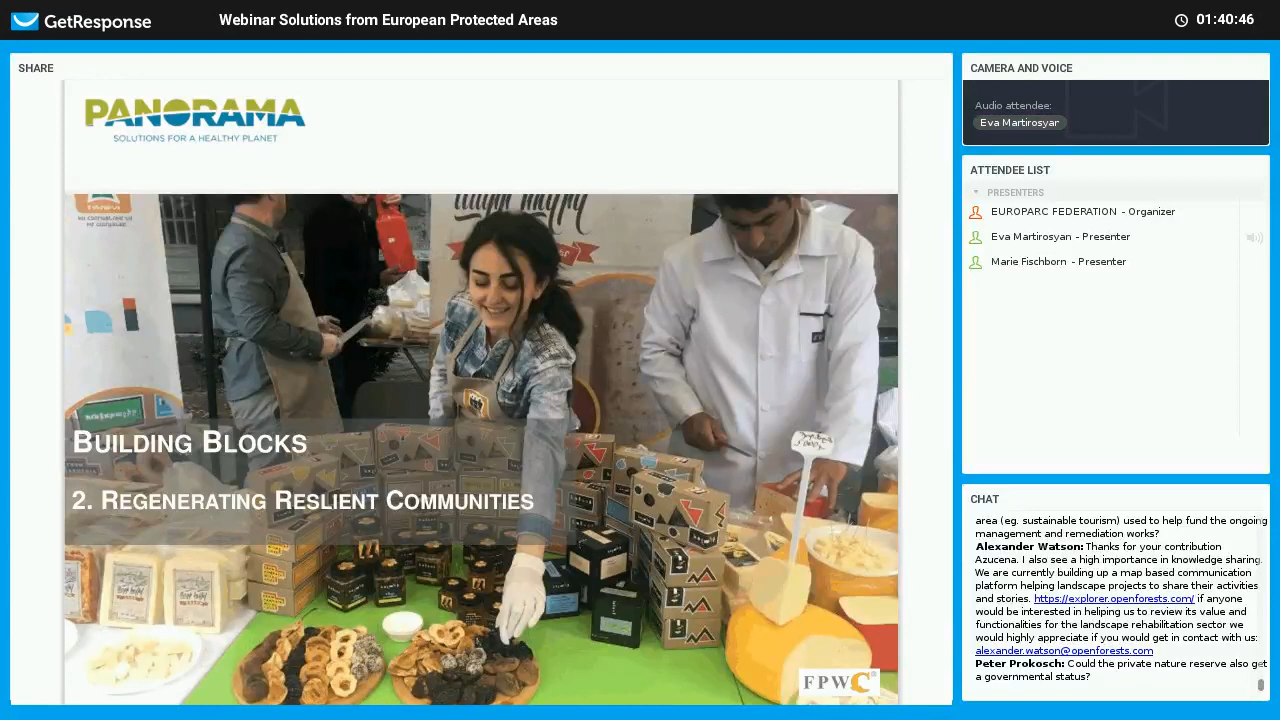 GetResponse
Webinar Solutions from European Protected Areas
01:40:46
SHARE
PANORAMA
SOLUTIONS FOR A HEALTHY PLANET
BUILDING BLOCKS
2. REGENERATING RESLIENT COMMUNITIES
FPWC
CAMERA AND VOICE
Audio attendee:
Eva Martirosyan
ATTENDEE LIST
PRESENTERS
EUROPARC FEDERATION - Organizer
Eva Martirosyan - Presenter
Marie Fischborn - Presenter
CHAT
area (eg. sustainable tourism) used to help fund the ongoing
management and remediation works?
Alexander Watson: Thanks for your contribution
Azucena. I also see a high importance in knowledge sharing.
We are currently building up a map based communication
platform helping landscape projects to share their activities
and stories. https://explorer.openforests.com/ if anyone
would be interested in helping us to review its value and
functionalities for the landscape rehabilitation sector we
would highly appreciate if you would get in contact with us:
alexander.watson@openforests.com
Peter Prokosch: Could the private nature reserve also get
a governmental status?